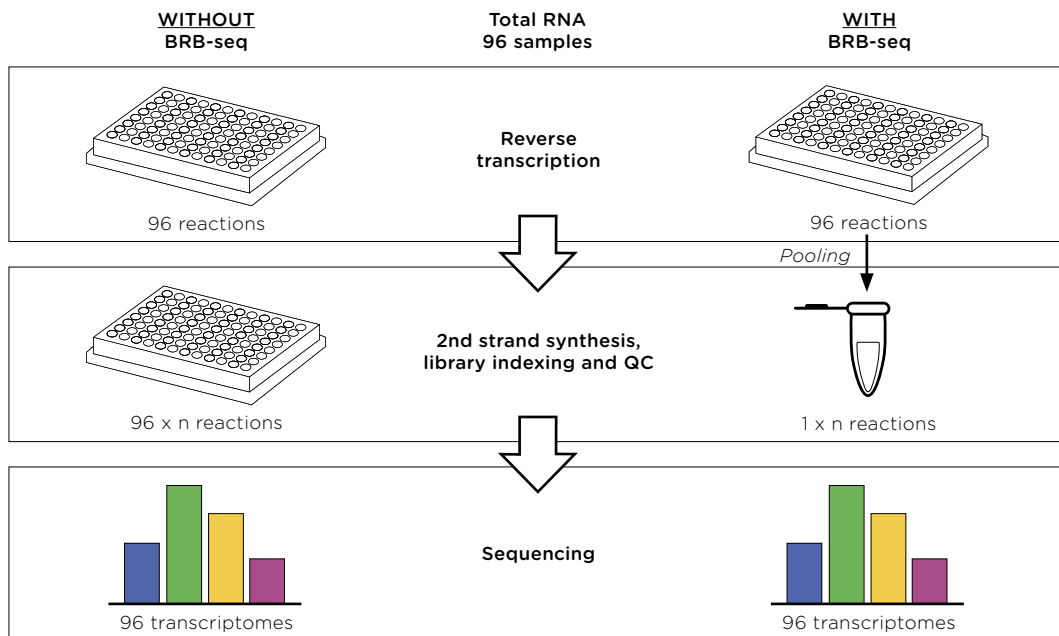 WITHOUT
BRB-seq
Total RNA
96 samples
WITH
BRB-seq
Reverse
transcription
96 reactions
96 reactions
Pooling
2nd strand synthesis,
library indexing and QC
96 x n reactions
1 x n reactions
Sequencing
96 transcriptomes
96 transcriptomes